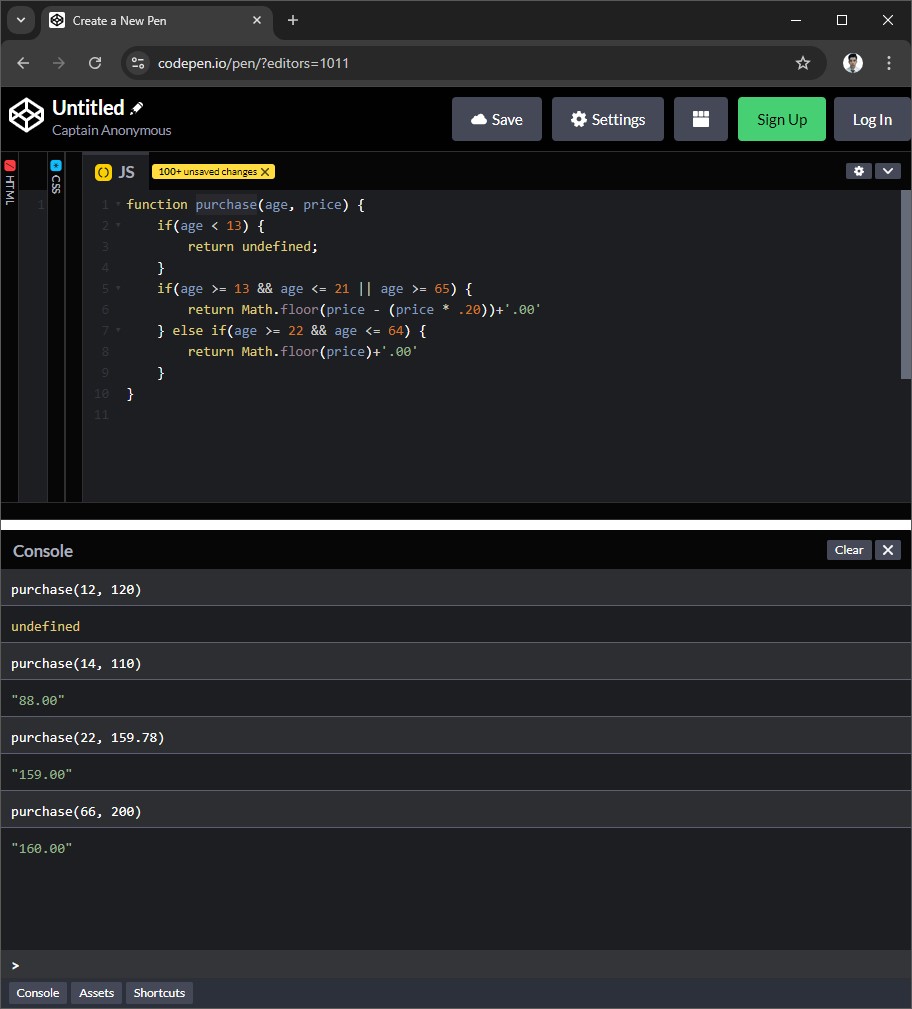 Create a New Pen
codepen.io/pen/?editors=1011
Untitled
Captain Anonymous
Save
Settings
Sign Up
Log In
HTML
1
CSS
JS
100+ unsaved changes X
1 function purchase(age, price) {
2 if(age < 13) {
3 return undefined;
4 }
5 if(age >= 13 && age <= 21 || age >= 65) {
6 return Math.floor(price - (price * .20))+'.00'
7 } else if(age >= 22 && age <= 64) {
8 return Math.floor(price)+'.00'
9 }
10 }
11
Console
Clear
purchase(12, 120)
undefined
purchase(14, 110)
"88.00"
purchase(22, 159.78)
"159.00"
purchase(66, 200)
"160.00"
>
Console Assets Shortcuts